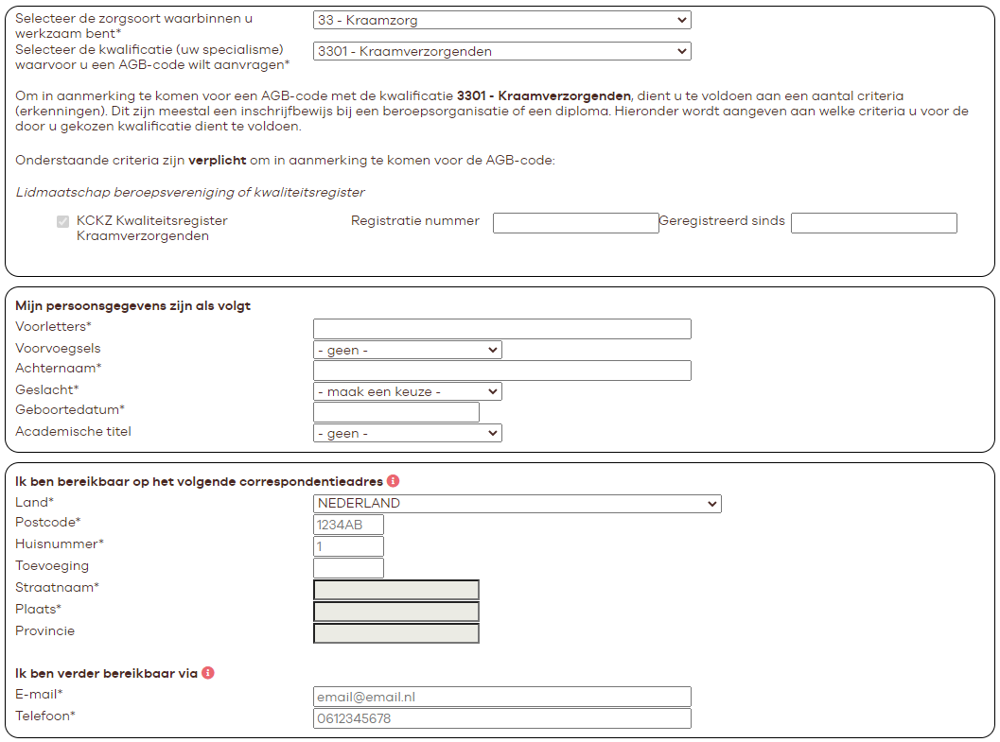 Selecteer de zorgsoort waarbinnen u
werkzaam bent*
33 - Kraamzorg
Selecteer de kwalificatie (uw specialisme)
waarvoor u een AGB-code wilt aanvragen*
3301 - Kraamverzorgenden
Om in aanmerking te komen voor een AGB-code met de kwalificatie 3301 - Kraamverzorgenden, dient u te voldoen aan een aantal criteria
(erkenningen). Dit zijn meestal een inschrijfbewijs bij een beroepsorganisatie of een diploma. Hieronder wordt aangeven aan welke criteria u voor de
door u gekozen kwalificatie dient te voldoen.
Onderstaande criteria zijn verplicht om in aanmerking te komen voor de AGB-code:
Lidmaatschap beroepsvereniging of kwaliteitsregister
KCKZ Kwaliteitsregister
Kraamverzorgenden
Registratie nummer
Geregistreerd sinds
Mijn persoonsgegevens zijn als volgt
Voorletters*
Voorvoegsels
- geen -
Achternaam*
Geslacht*
- maak een keuze -
Geboortedatum*
Academische titel
- geen -
Ik ben bereikbaar op het volgende correspondentieadres
Land*
NEDERLAND
Postcode*
1234AB
Huisnummer*
1
Toevoeging
Straatnaam*
Plaats*
Provincie
Ik ben verder bereikbaar via
E-mail*
email@email.nl
Telefoon*
0612345678